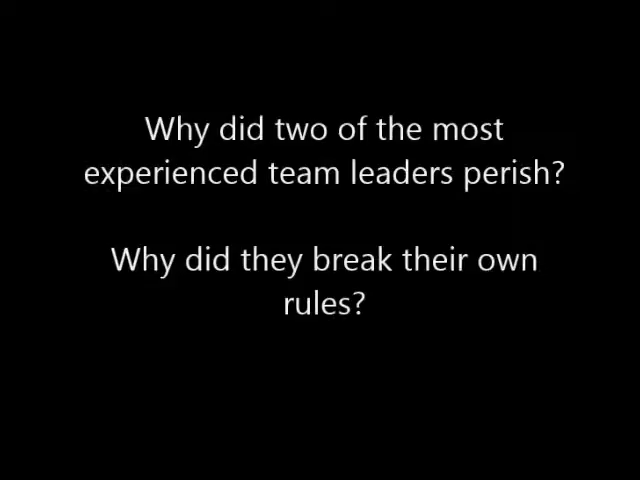 Why did two of the most
experienced team leaders perish?
Why did they break their own
rules?